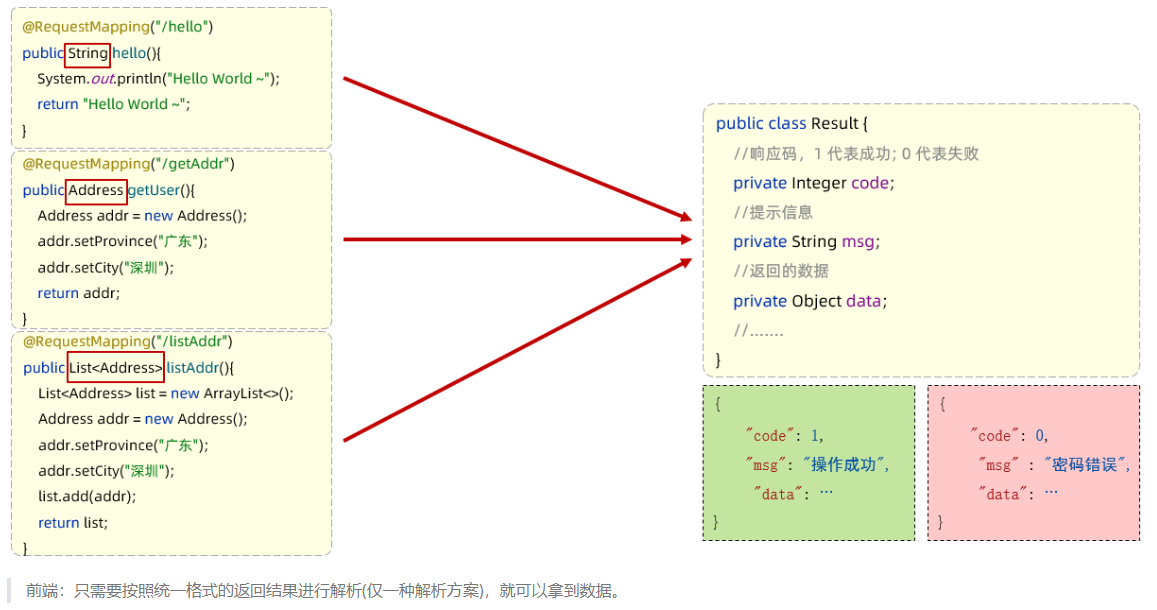 @RequestMapping("/hello")
public String hello(){
System.out.println("Hello World ~");
return "Hello World ~";
}
@RequestMapping("/getAddr")
public Address getUser(){
Address addr = new Address();
addr.setProvince("广东");
addr.setCity("深圳");
return addr;
}
@RequestMapping("/listAddr")
public List<Address> listAddr(){
List<Address> list = new ArrayList<>();
Address addr = new Address();
addr.setProvince("广东");
addr.setCity("深圳");
list.add(addr);
return list;
}
public class Result {
//响应码，1 代表成功; 0 代表失败
private Integer code;
//提示信息
private String msg;
//返回的数据
private Object data;
//.......
}
{
"code": 1,
"msg": "操作成功",
"data": ...
}
{
"code": 0,
"msg" : "密码错误",
"data": ...
}
前端：只需要按照统一格式的返回结果进行解析(仅一种解析方案)，就可以拿到数据。